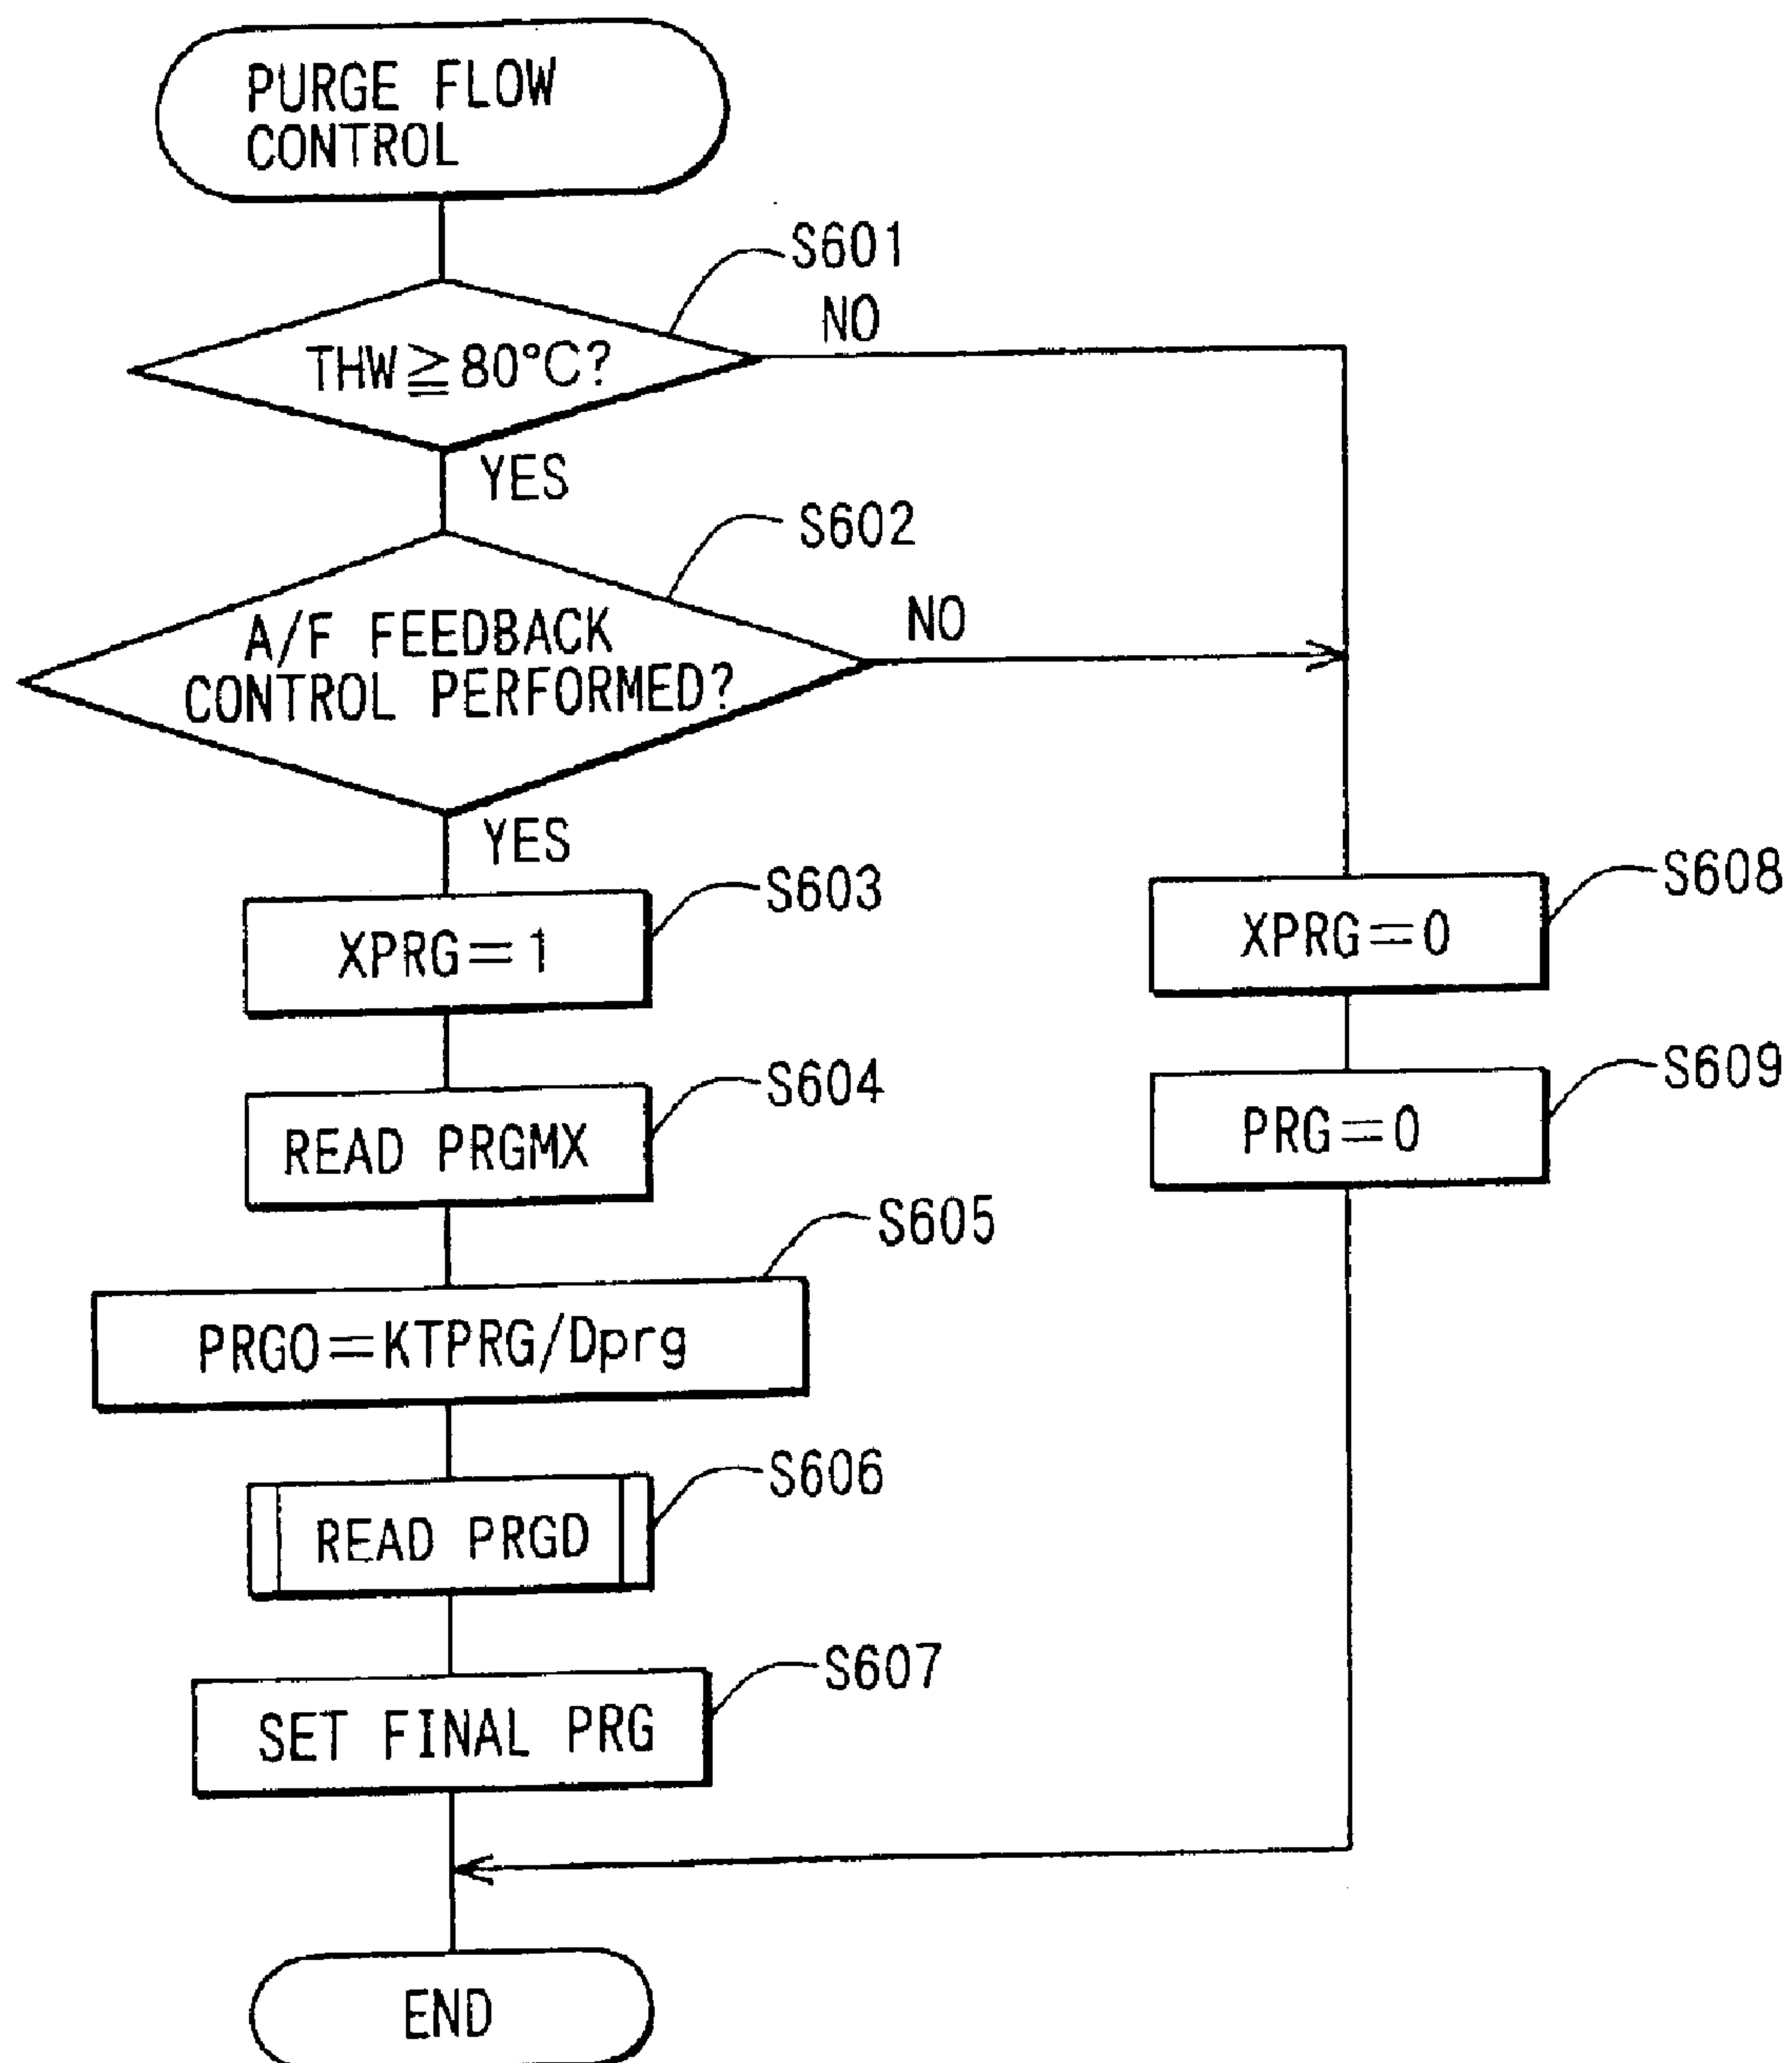 PURGE FLOW
CONTROL
S601
THW≧80°C?
NO
YES
S602
A/F FEEDBACK
CONTROL PERFORMED?
NO
YES
S603
XPRG=1
S608
XPRG=0
S604
READ PRGMX
S609
PRG=0
S605
PRGO=KTPRG/Dprg
S606
READ PRGD
S607
SET FINAL PRG
END